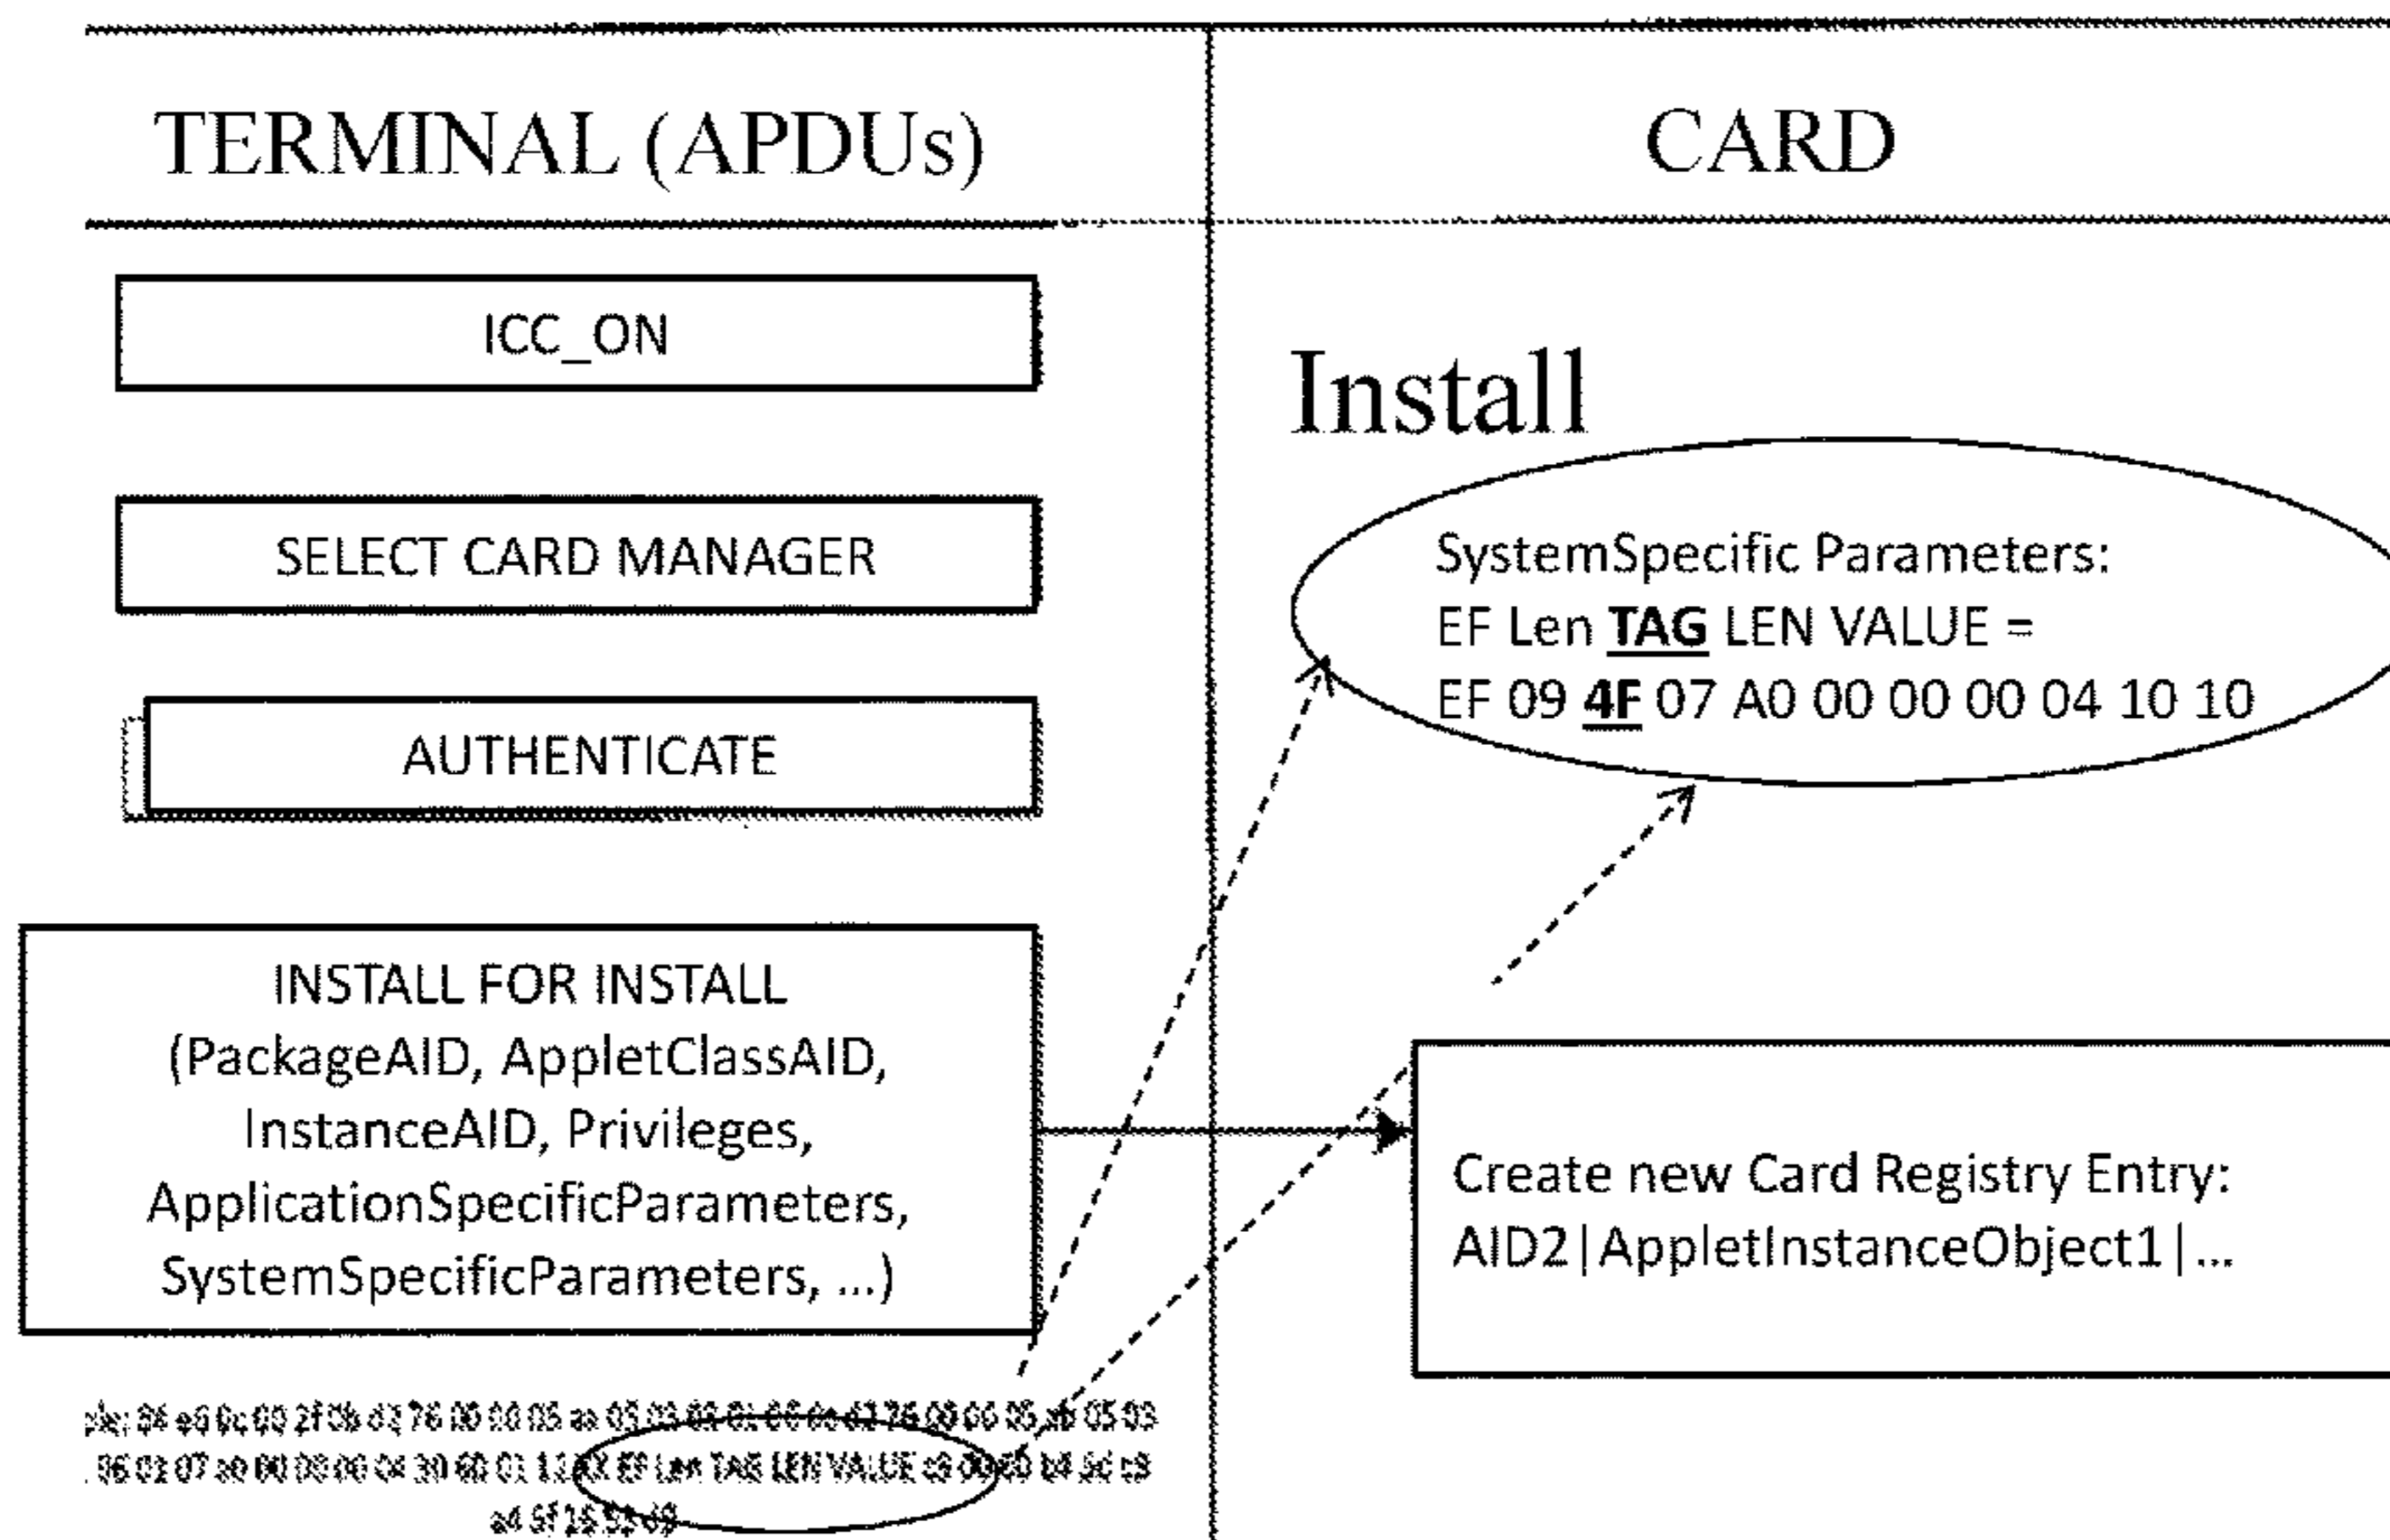 TERMINAL (APDUs)
CARD
ICC_ON
SELECT CARD MANAGER
AUTHENTICATE
INSTALL FOR INSTALL
(PackageAID, AppletClassAID,
InstanceAID, Privileges,
ApplicationSpecificParameters,
SystemSpecificParameters, ...)
Install
SystemSpecific Parameters:
EF Len TAG LEN VALUE =
EF 09 4F 07 A0 00 00 00 04 10 10
Create new Card Registry Entry:
AID2|AppletInstanceObject1|...
EF Len TAG LEN VALUE